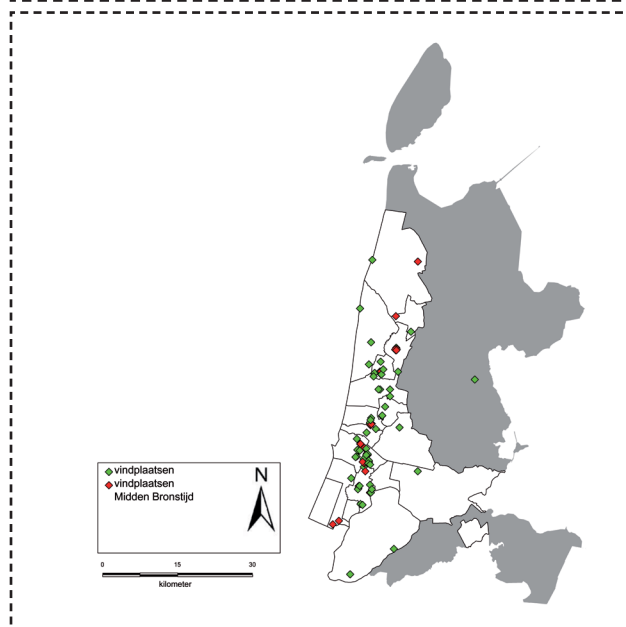 vindplaatsen
vindplaatsen
Midden Bronstijd
N
0 15 30
kilometer